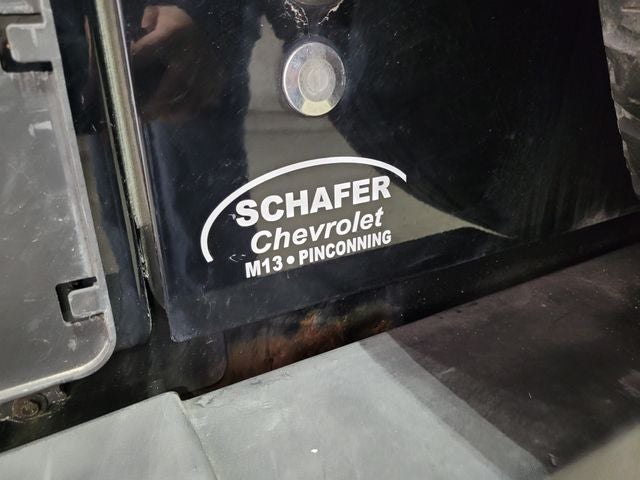 SCHAFER
Chevrolet
M13 • PINCONNING